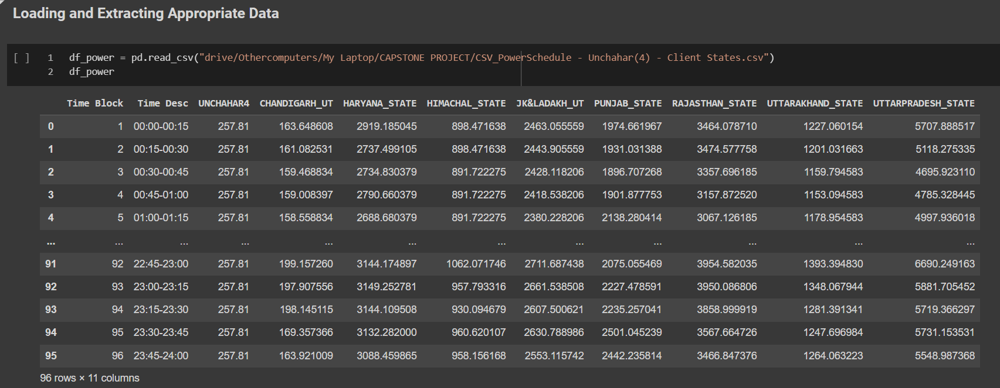 Loading and Extracting Appropriate Data
[ ] 1 df_power = pd.read_csv("drive/Othercomputers/My Laptop/CAPSTONE PROJECT/CSV_PowerSchedule - Unchahar(4) - Client States.csv")
2 df_power
Time Block Time Desc UNCHAHAR4 CHANDIGARH_UT HARYANA_STATE HIMACHAL_STATE JK&LADAKH_UT PUNJAB_STATE RAJASTHAN_STATE UTTARAKHAND_STATE UTTARPRADESH_STATE
0 1 00:00-00:15 257.81 163.648608 2919.185045 898.471638 2463.055559 1974.661967 3464.078710 1227.060154 5707.888517
1 2 00:15-00:30 257.81 161.082531 2737.499105 898.471638 2443.905559 1931.031388 3474.577758 1201.031663 5118.275335
2 3 00:30-00:45 257.81 159.468834 2734.830379 891.722275 2428.118206 1896.707268 3357.696185 1159.794583 4695.923110
3 4 00:45-01:00 257.81 159.008397 2790.660379 891.722275 2418.538206 1901.877753 3157.872520 1153.094583 4785.328445
4 5 01:00-01:15 257.81 158.558834 2688.680379 891.722275 2380.228206 2138.280414 3067.126185 1178.954583 4997.936018
... ... ... ... ... ... ... ... ... ... ... ...
91 92 22:45-23:00 257.81 199.157260 3144.174897 1062.071746 2711.687438 2075.055469 3954.582035 1393.394830 6690.249163
92 93 23:00-23:15 257.81 197.907556 3149.252781 957.793316 2661.538508 2227.478591 3950.086806 1348.067944 5881.705452
93 94 23:15-23:30 257.81 198.145115 3144.109508 930.094679 2607.500621 2235.257041 3858.999919 1281.391341 5719.366297
94 95 23:30-23:45 257.81 169.357366 3132.282000 960.620107 2630.788986 2501.045239 3567.664726 1247.696984 5731.153531
95 96 23:45-24:00 257.81 163.921009 3088.459865 958.156168 2553.115742 2442.235814 3466.847376 1264.063223 5548.987368
96 rows × 11 columns